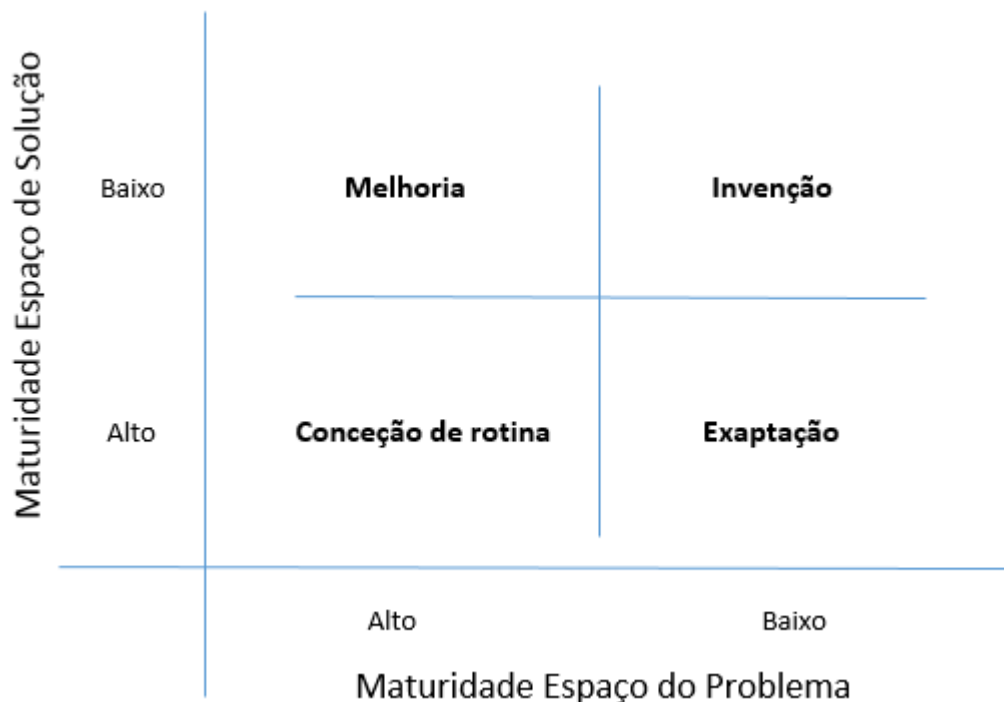 Maturidade Espaço de Solução
Baixo
Melhoria
Invenção
Alto
Conceção de rotina
Exaptação
Alto
Baixo
Maturidade Espaço do Problema